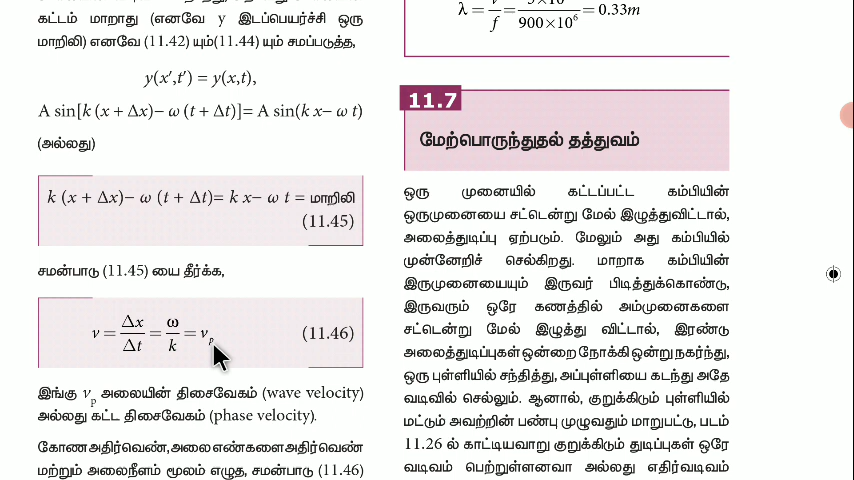 கட்டம் மாறாது (எனவே y இடப்பெயர்ச்சி ஒரு
மாறிலி) எனவே (11.42) யும்(11.44) யும் சமப்படுத்த,
y(x′,t′) = y(x,t),
A sin[k (x + Δx)− ω (t + Δt)]= A sin(k x− ω t)
(அல்லது)
k (x + Δx)− ω (t + Δt)= k x− ω t = மாறிலி
(11.45)
சமன்பாடு (11.45) யை தீர்க்க,
v = Δx/Δt = ω/k = vₚ (11.46)
இங்கு vₚ அலையின் திசைவேகம் (wave velocity)
அல்லது கட்ட திசைவேகம் (phase velocity).
கோணஅதிர்வெண்,அலை எண்களைஅதிர்வெண்
மற்றும் அலைநீளம் மூலம் எழுத, சமன்பாடு (11.46)
λ = v/f = /900×10⁶ = 0.33m
11.7
மேற்பொருந்துதல் தத்துவம்
ஒரு முனையில் கட்டப்பட்ட கம்பியின்
ஒருமுனையை சட்டென்று மேல் இழுத்துவிட்டால்,
அலைத்துடிப்பு ஏற்படும். மேலும் அது கம்பியில்
முன்னேறிச் செல்கிறது. மாறாக கம்பியின்
இருமுனையையும் இருவர் பிடித்துக்கொண்டு,
இருவரும் ஒரே கணத்தில் அம்முனைகளை
சட்டென்று மேல் இழுத்து விட்டால், இரண்டு
அலைத்துடிப்புகள் ஒன்றை நோக்கி ஒன்று நகர்ந்து,
ஒரு புள்ளியில் சந்தித்து, அப்புள்ளியை கடந்து அதே
வடிவில் செல்லும். ஆனால், குறுக்கிடும் புள்ளியில்
மட்டும் அவற்றின் பண்பு முழுவதும் மாறுபட்டு, படம்
11.26 ல் காட்டியவாறு குறுக்கிடும் துடிப்புகள் ஒரே
வடிவம் பெற்றுள்ளனவா அல்லது எதிர்வடிவம்